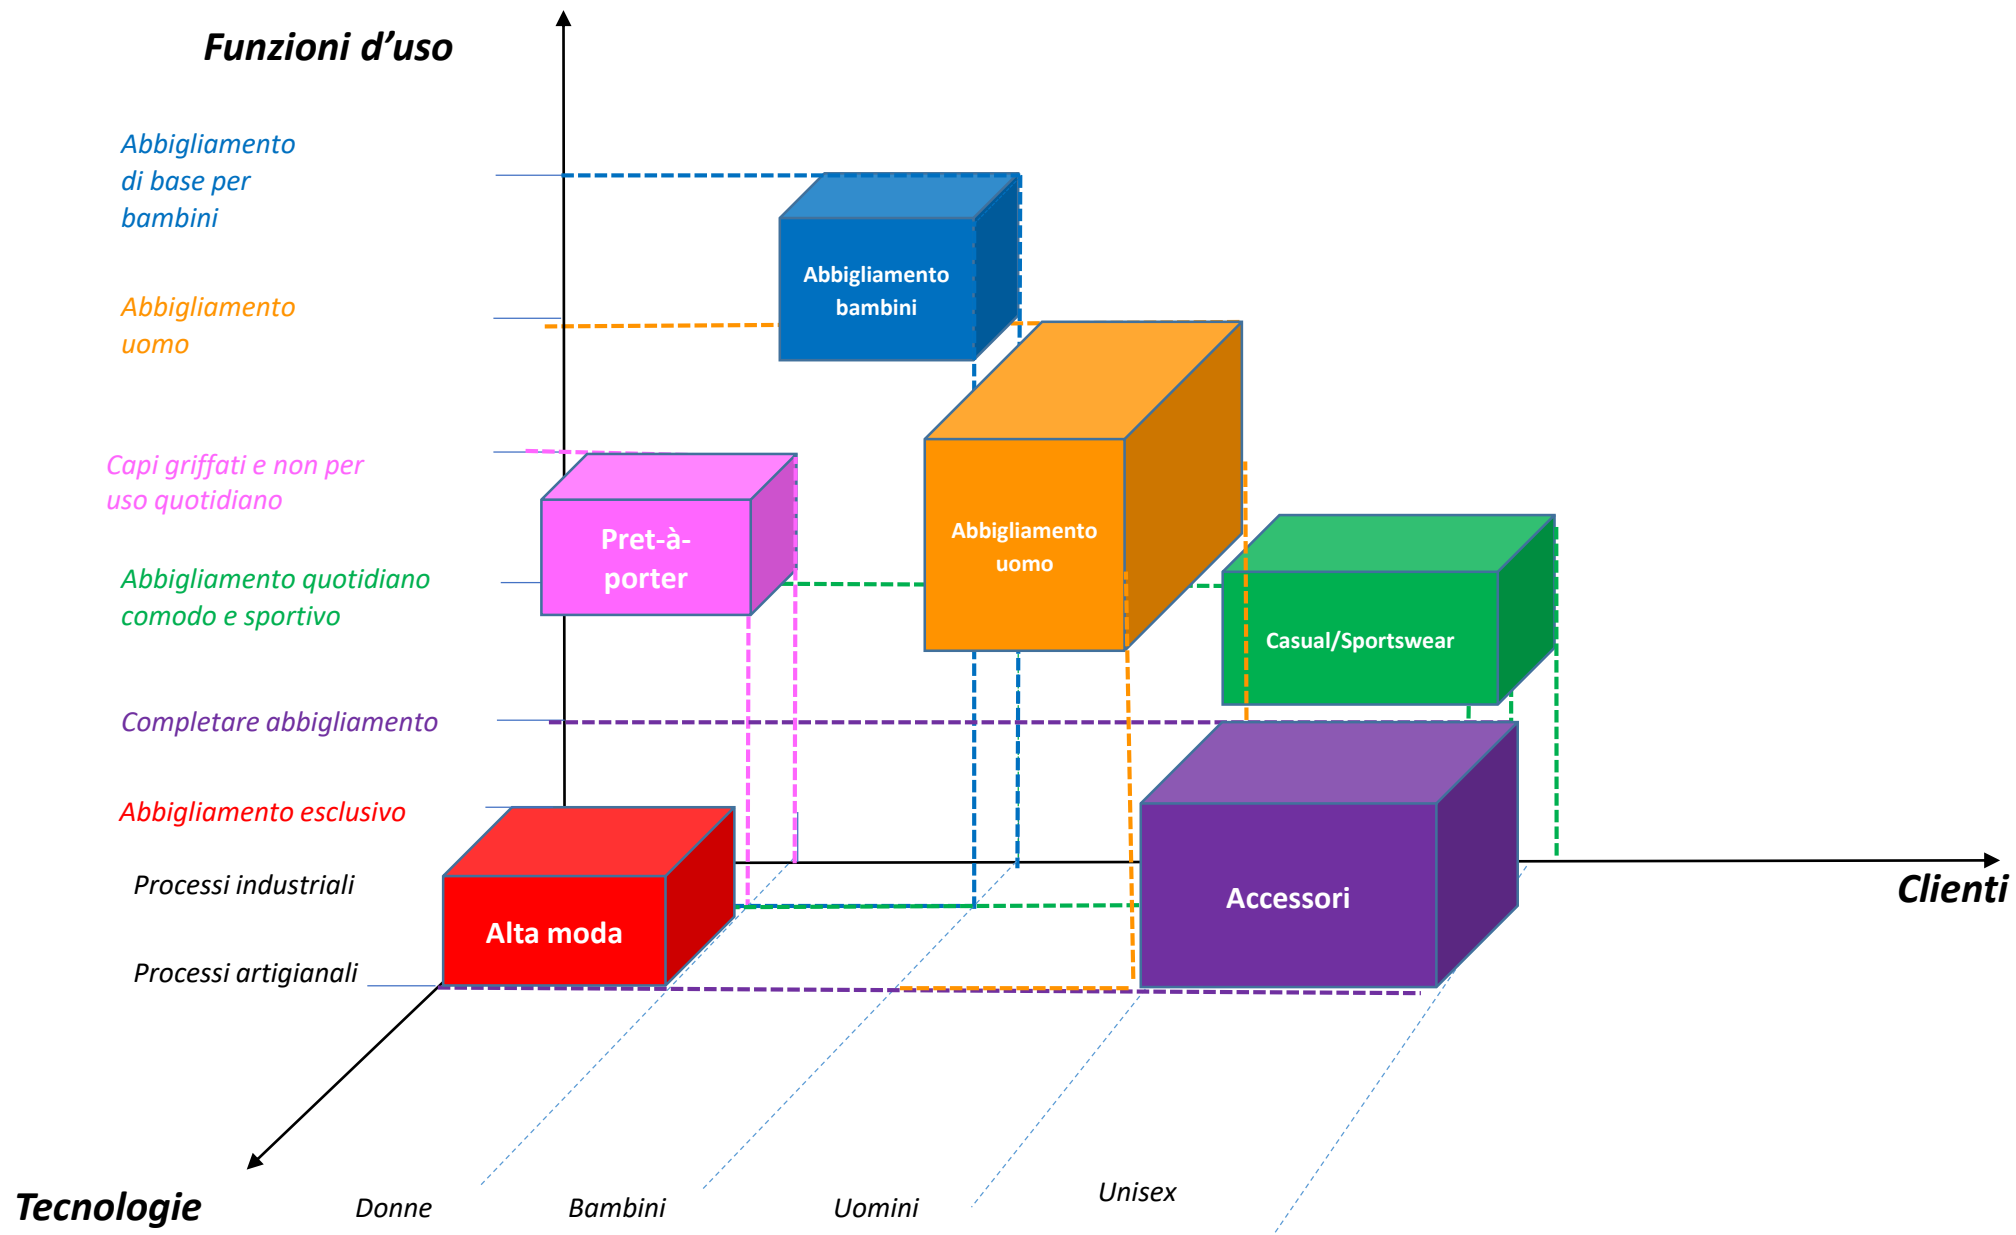 Funzioni d'uso
Abbigliamento
di base per
bambini
Abbigliamento
bambini
Abbigliamento
uomo
Capi griffati e non per
uso quotidiano
Pret-à-
porter
Abbigliamento
uomo
Abbigliamento quotidiano
comodo e sportivo
Casual/Sportswear
Completare abbigliamento
Abbigliamento esclusivo
Processi industriali
Clienti
Accessori
Alta moda
Processi artigianali
Tecnologie
Donne
Bambini
Uomini
Unisex